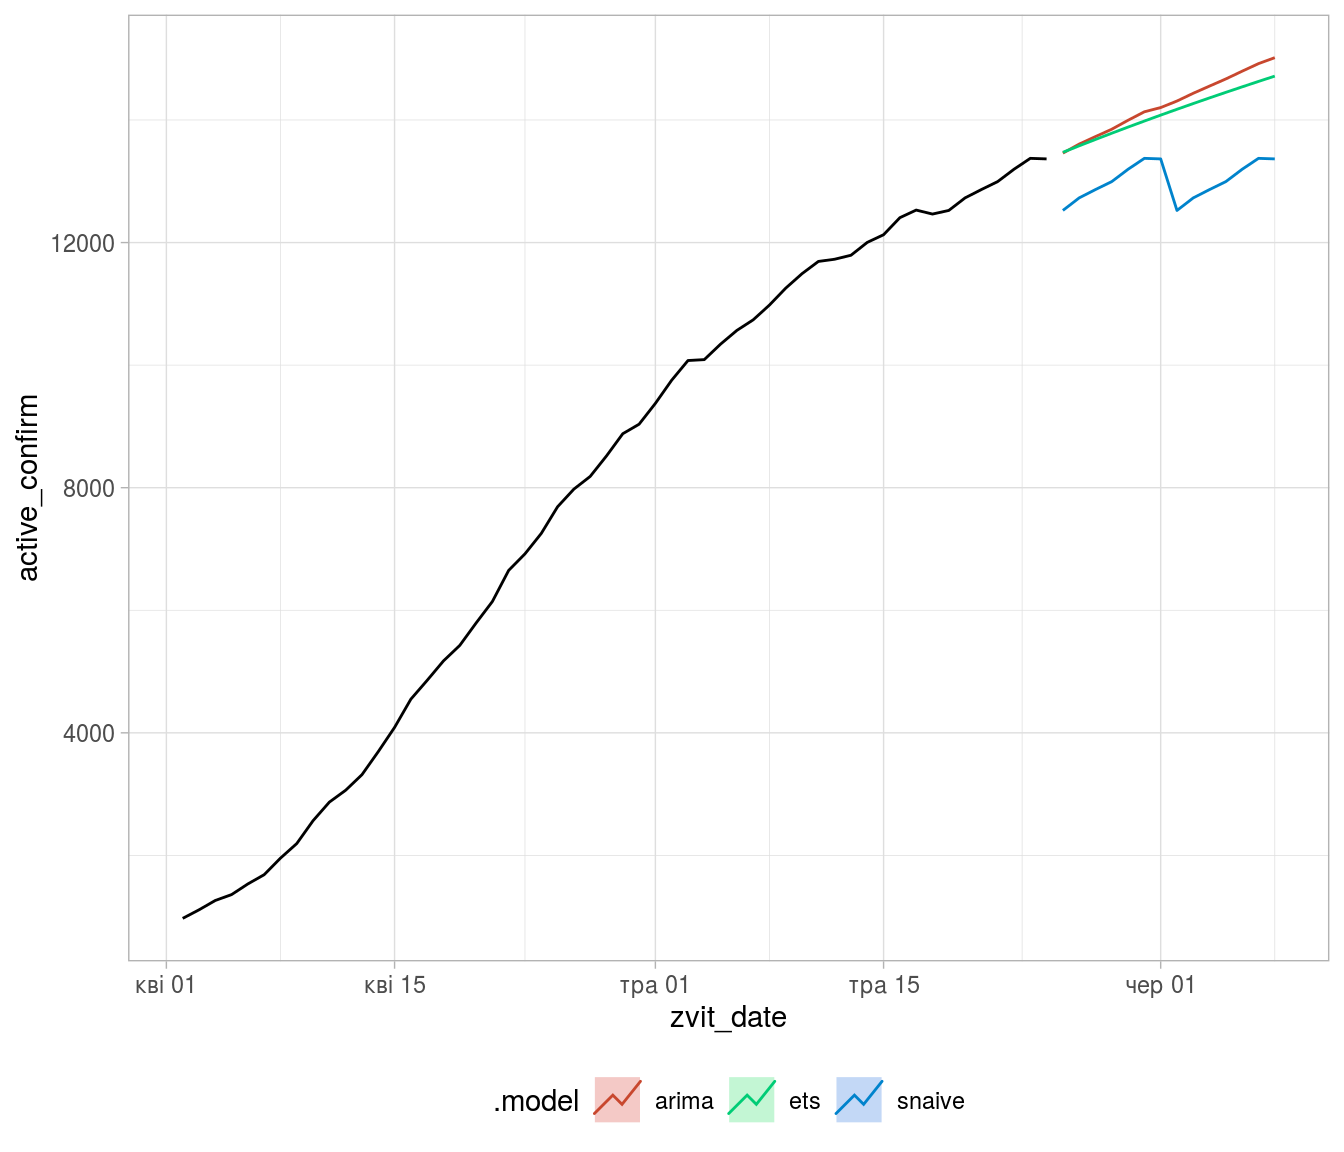 12000
8000
4000
active_confirm
кві 01 кві 15 тра 01 тра 15 чер 01
zvit_date
.model arima ets snaive